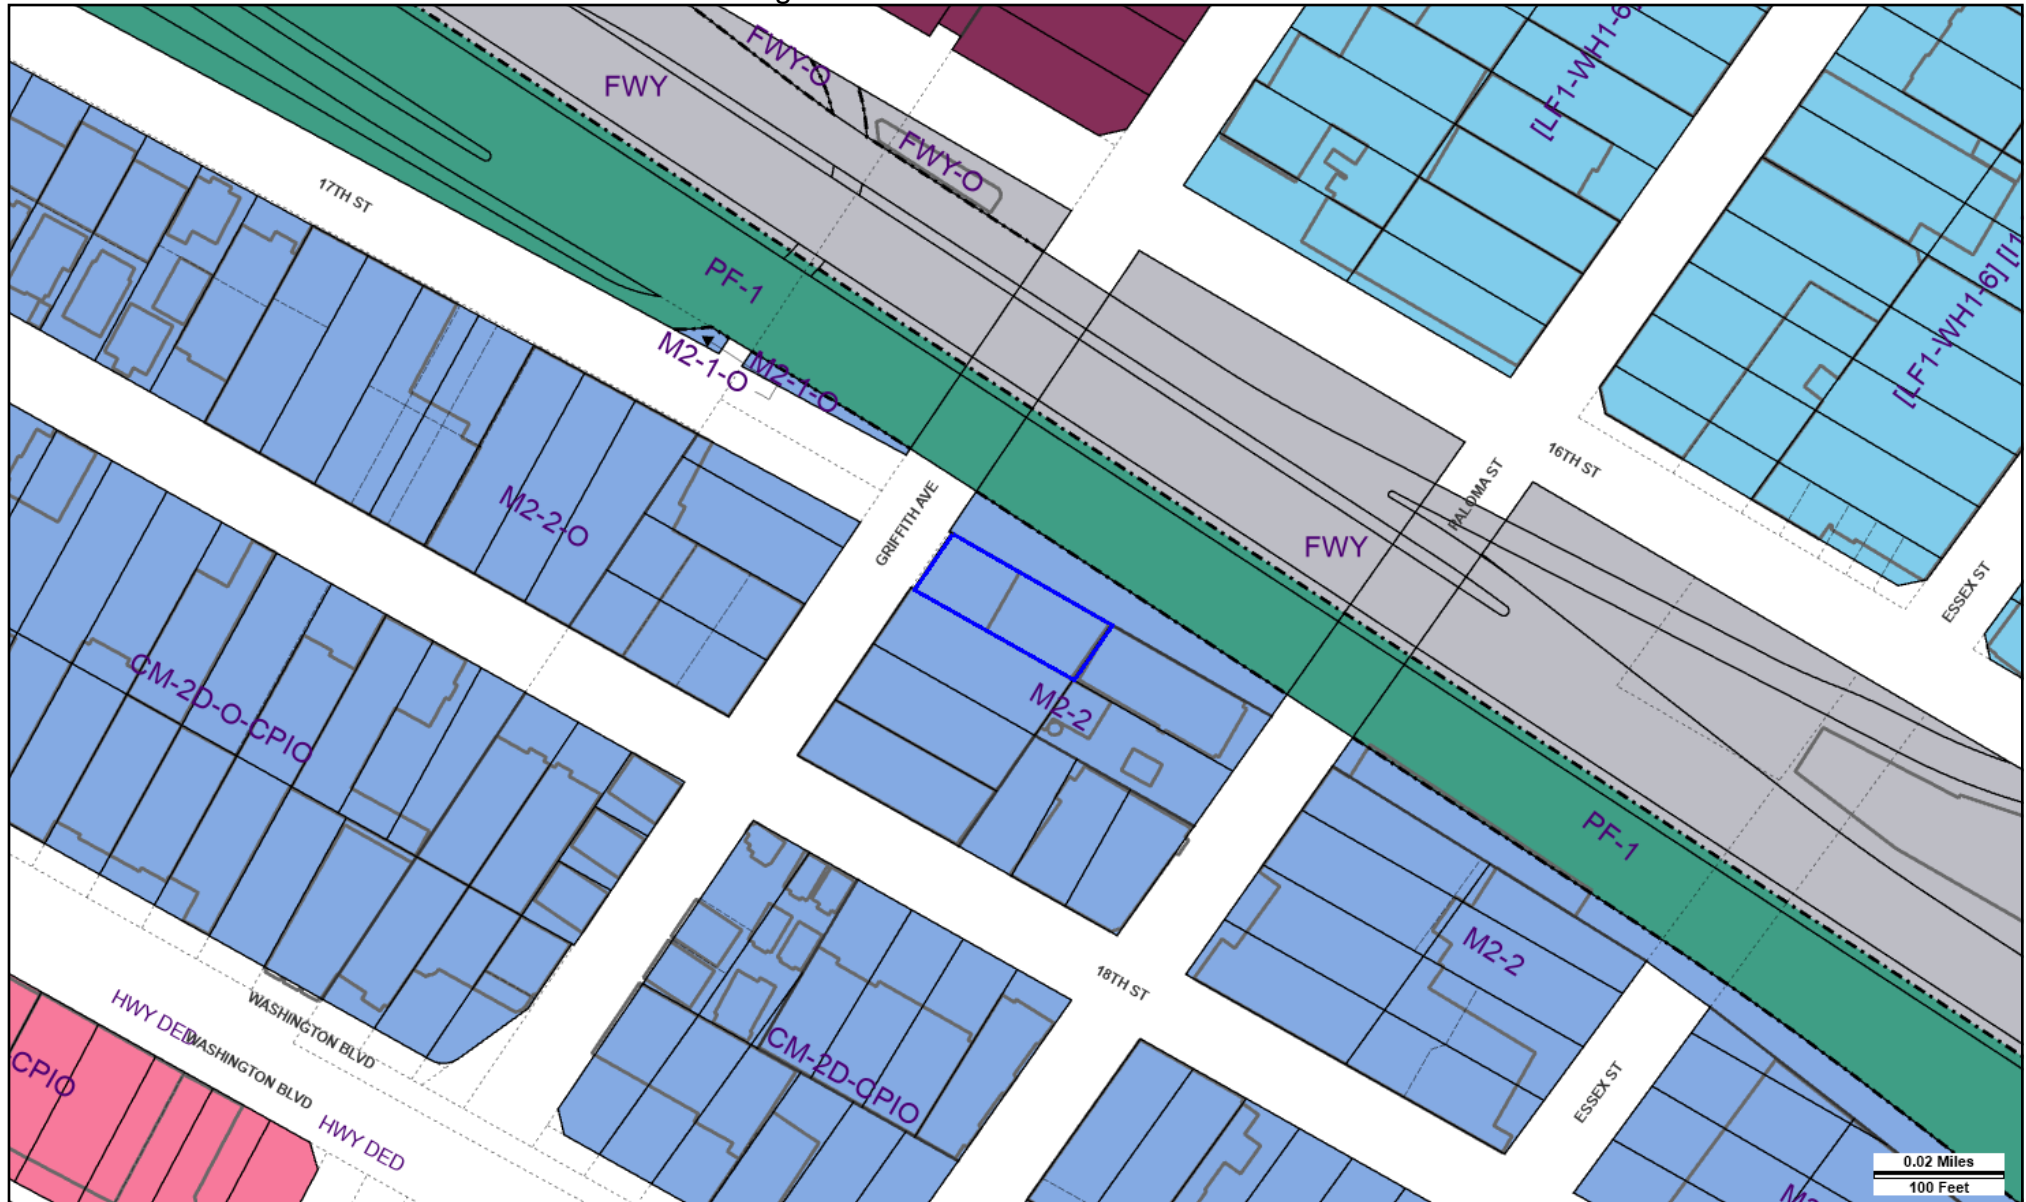 FWY-O
FWY
FWY-O
[LF1-WH1-6]
17TH ST
PF-1
M2-1-O
M2-1-O
[LF1-WH1-6] [I1
16TH ST
PALOMA ST
GRIFFITH AVE
M2-2-O
FWY
ESSEX ST
CM-2D-O-CPIO
M2-2
PF-1
M2-2
18TH ST
HWY DED
WASHINGTON BLVD
WASHINGTON BLVD
CPIO
CM-2D-CPIO
ESSEX ST
HWY DED
0.02 Miles
100 Feet